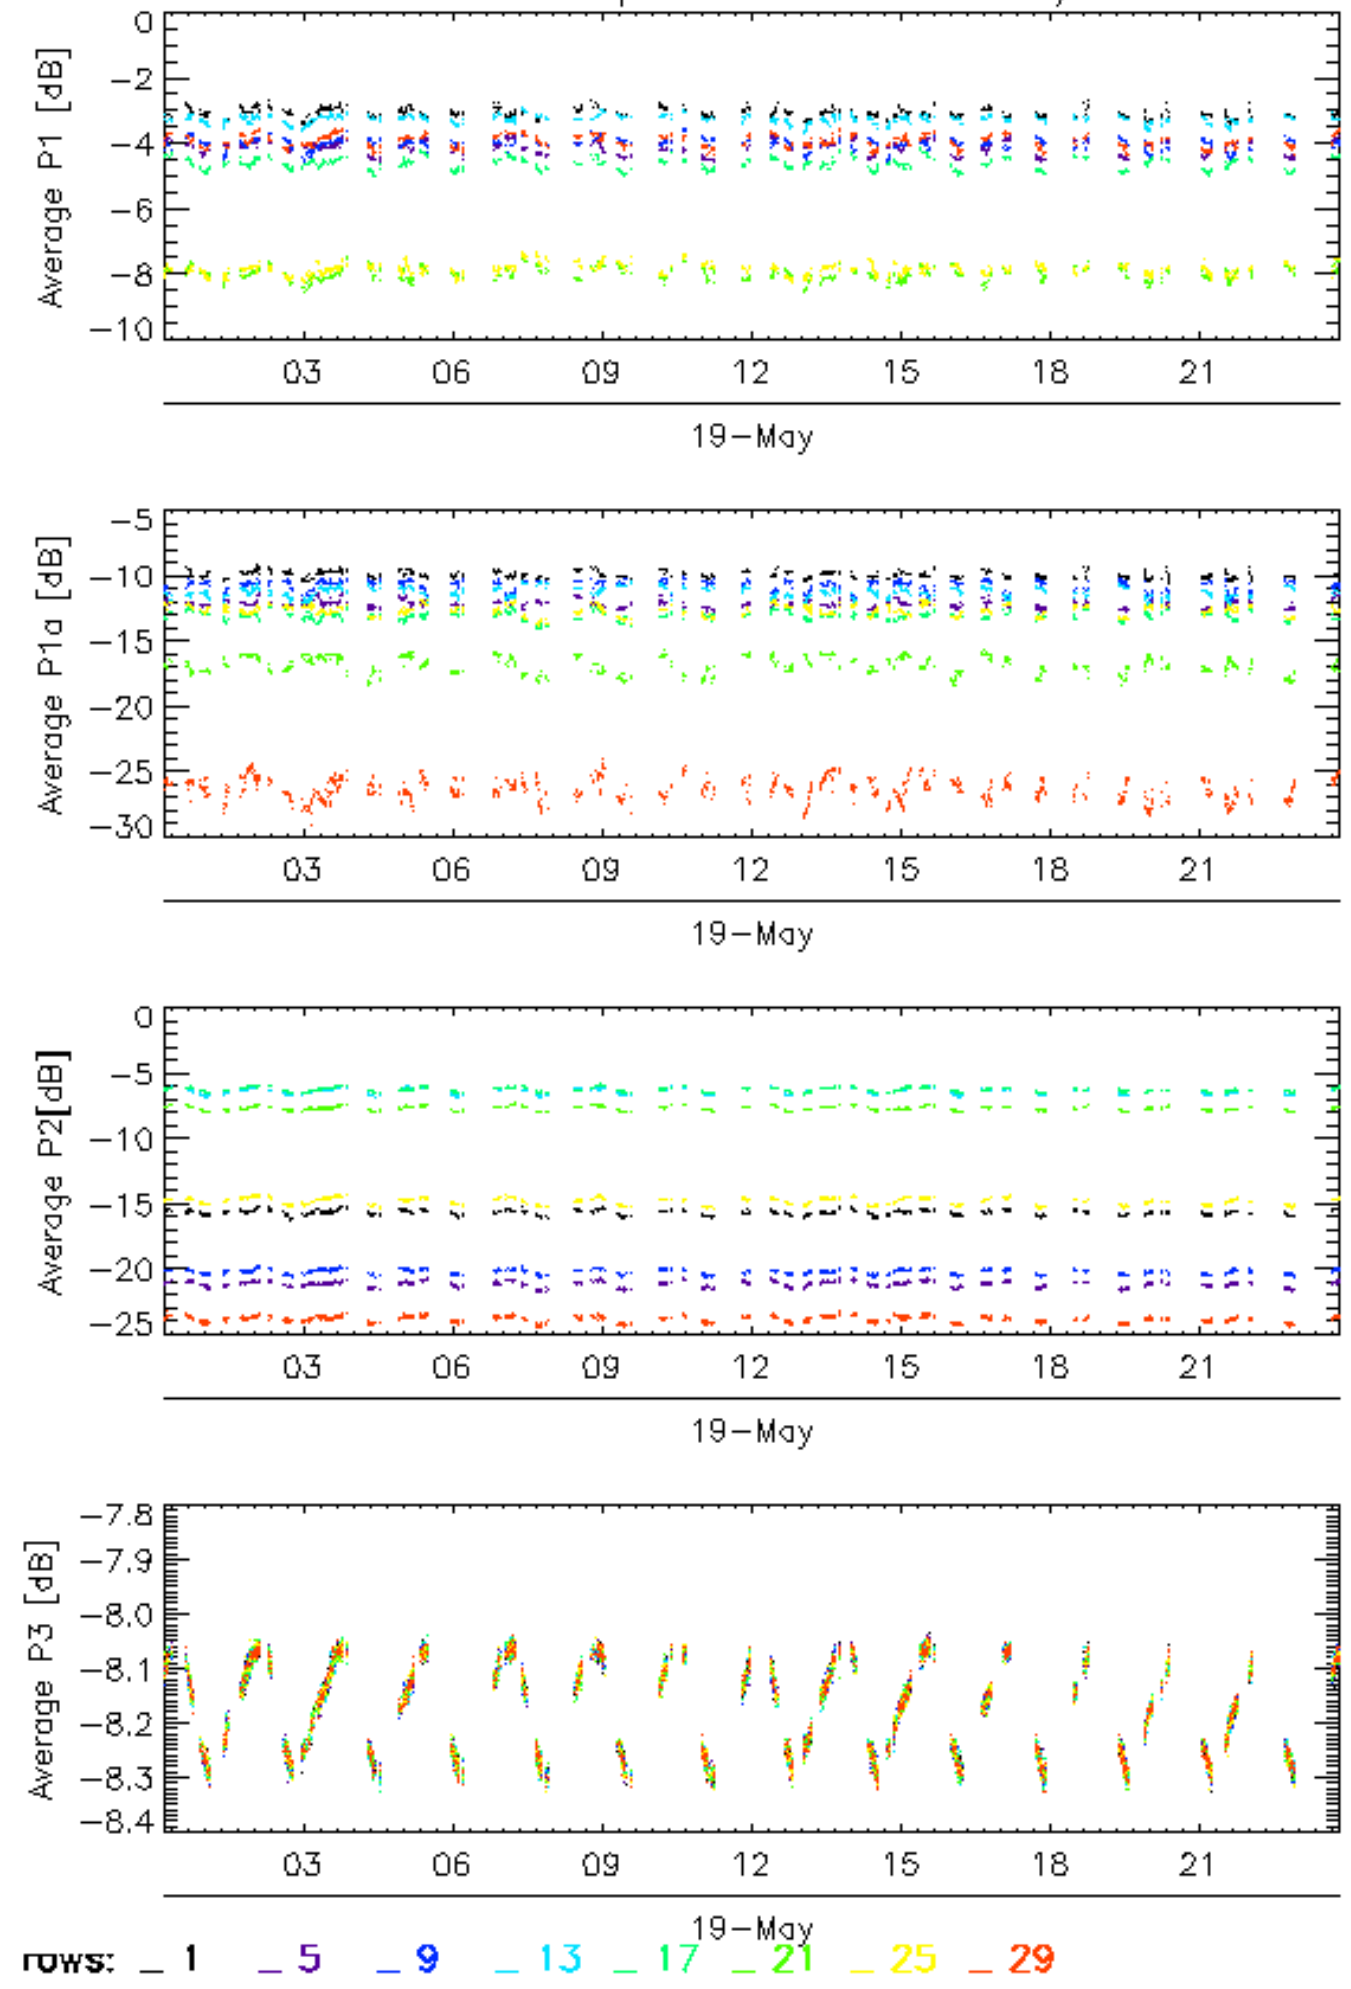 Average P1 [dB]
0
−2
−4
−6
−8
−10
03 06 09 12 15 18 21
19−May
Average P1a [dB]
−5
−10
−15
−20
−25
−30
03 06 09 12 15 18 21
19−May
Average P2[dB]
0
−5
−10
−15
−20
−25
03 06 09 12 15 18 21
19−May
Average P3 [dB]
−7.8
−7.9
−8.0
−8.1
−8.2
−8.3
−8.4
03 06 09 12 15 18 21
19−May
rows: _ 1 _ 5 _ 9 _ 13 _ 17 _ 21 _ 25 _ 29